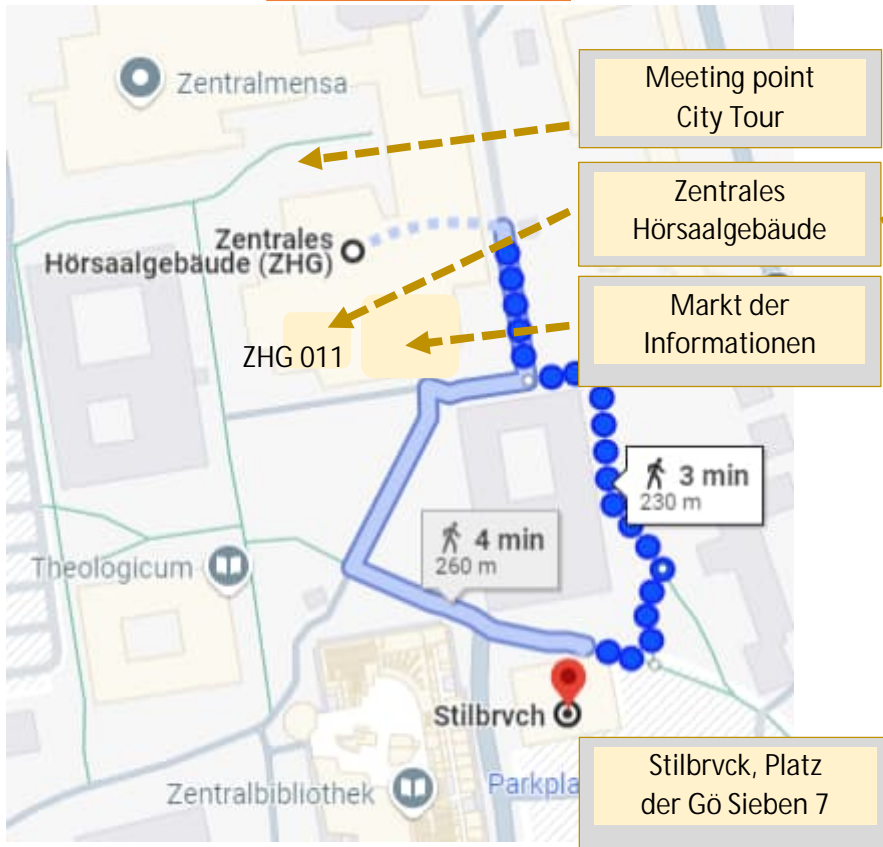 Zentralmensa
Meeting point
City Tour
Zentrales
Hörsaalgebäude
Zentrales
Hörsaalgebäude (ZHG)
Markt der
Informationen
ZHG 011
3 min
230 m
4 min
260 m
Theologicum
Stilbrvch
Zentralbibliothek
Parkpla
Stilbrvck, Platz
der Gö Sieben 7